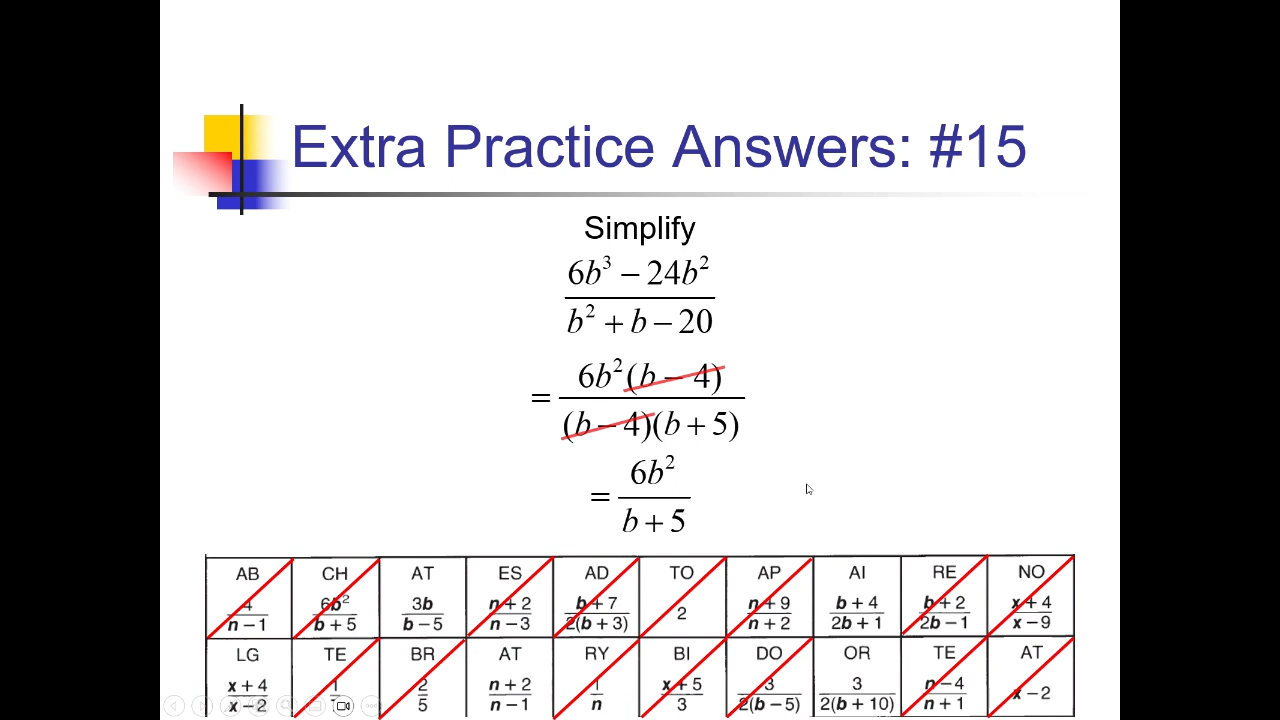 Extra Practice Answers: #15
Simplify
6b³ − 24b²
b² + b − 20
= 6b²(b − 4)
(b − 4)(b + 5)
= 6b²
b + 5
AB CH AT ES AD TO AP AI RE NO
4/(n − 1) 6b²/(b + 5) 3b/(b − 5) (n + 2)/(n − 3) (b + 7)/(2(b + 3)) 2 (n + 9)/(n + 2) (b + 4)/(2b + 1) (b + 2)/(2b − 1) (x + 4)/(x − 9)
LG TE BR AT RY BI DO OR TE AT
(x + 4)/(x − 2) 1 2/5 (n + 2)/(n − 1) 1/n (x + 5)/3 3/(2(b − 5)) 3/(2(b + 10)) (n − 4)/(n + 1) x − 2